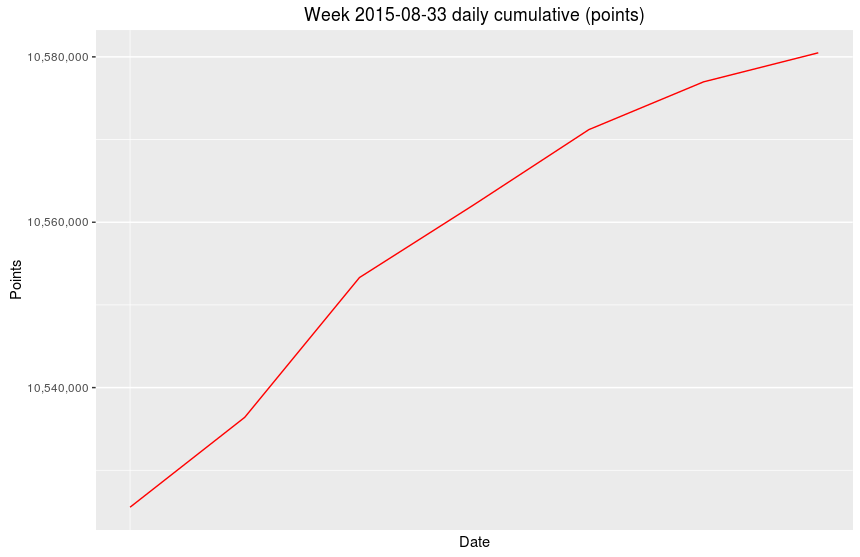 Week 2015-08-33 daily cumulative (points)
10,580,000
10,560,000
10,540,000
Points
Date